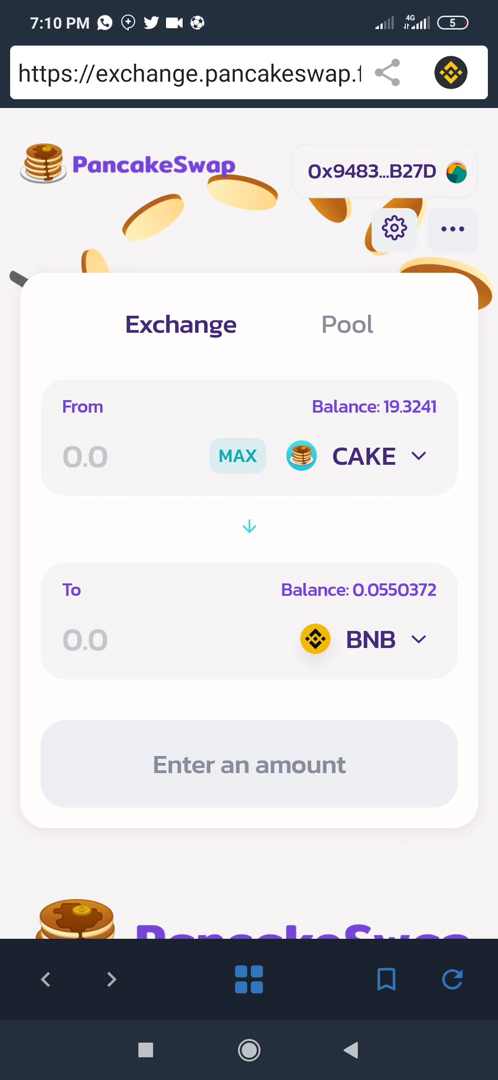 7:10 PM 4G 5
https://exchange.pancakeswap.f
PancakeSwap 0x9483...B27D
Exchange Pool
From Balance: 19.3241
0.0 MAX CAKE
To Balance: 0.0550372
0.0 BNB
Enter an amount
PancakeSwap